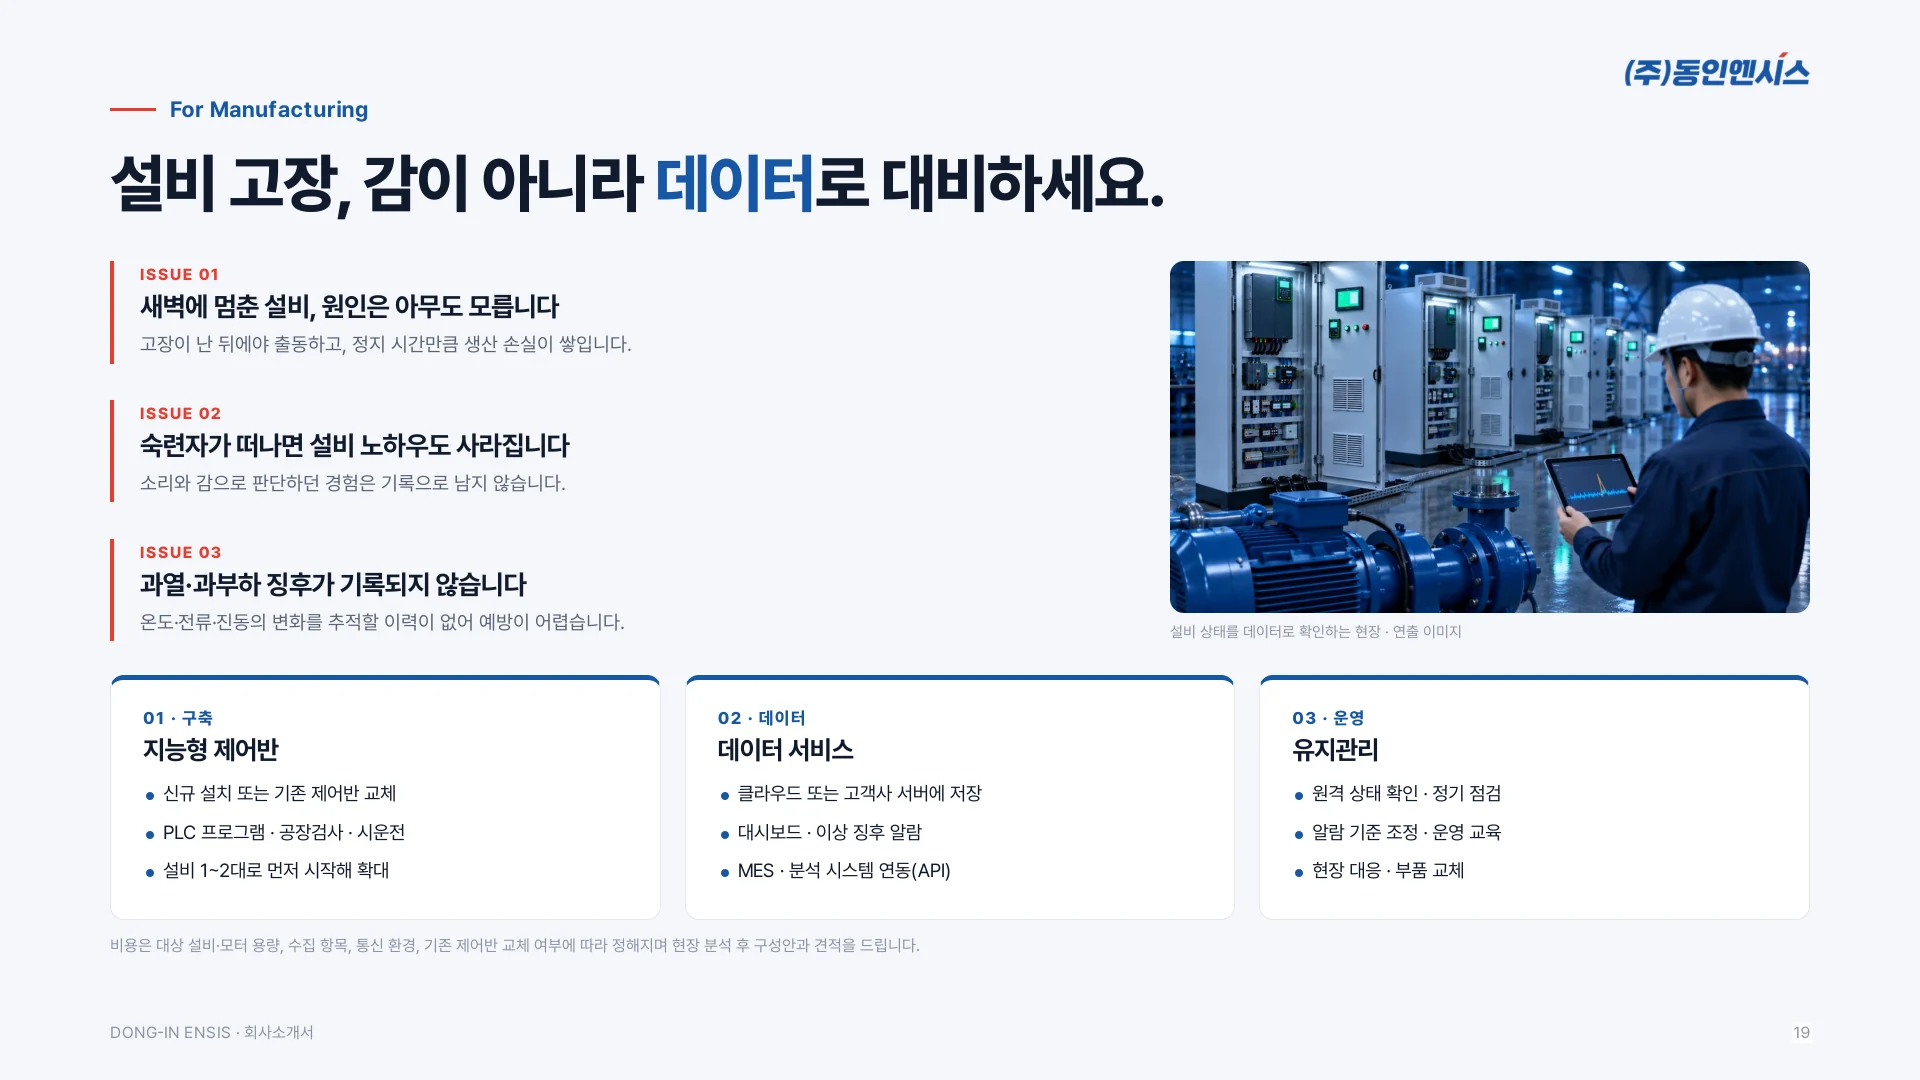 (주)동인엔시스
For Manufacturing
설비 고장, 감이 아니라 데이터로 대비하세요.
ISSUE 01
새벽에 멈춘 설비, 원인은 아무도 모릅니다
고장이 난 뒤에야 출동하고, 정지 시간만큼 생산 손실이 쌓입니다.
ISSUE 02
숙련자가 떠나면 설비 노하우도 사라집니다
소리와 감으로 판단하던 경험은 기록으로 남지 않습니다.
ISSUE 03
과열·과부하 징후가 기록되지 않습니다
온도·전류·진동의 변화를 추적할 이력이 없어 예방이 어렵습니다.
설비 상태를 데이터로 확인하는 현장 · 연출 이미지
01 · 구축
지능형 제어반
• 신규 설치 또는 기존 제어반 교체
• PLC 프로그램 · 공장검사 · 시운전
• 설비 1~2대로 먼저 시작해 확대
02 · 데이터
데이터 서비스
• 클라우드 또는 고객사 서버에 저장
• 대시보드 · 이상 징후 알람
• MES · 분석 시스템 연동(API)
03 · 운영
유지관리
• 원격 상태 확인 · 정기 점검
• 알람 기준 조정 · 운영 교육
• 현장 대응 · 부품 교체
비용은 대상 설비·모터 용량, 수집 항목, 통신 환경, 기존 제어반 교체 여부에 따라 정해지며 현장 분석 후 구성안과 견적을 드립니다.
DONG-IN ENSIS · 회사소개서
19